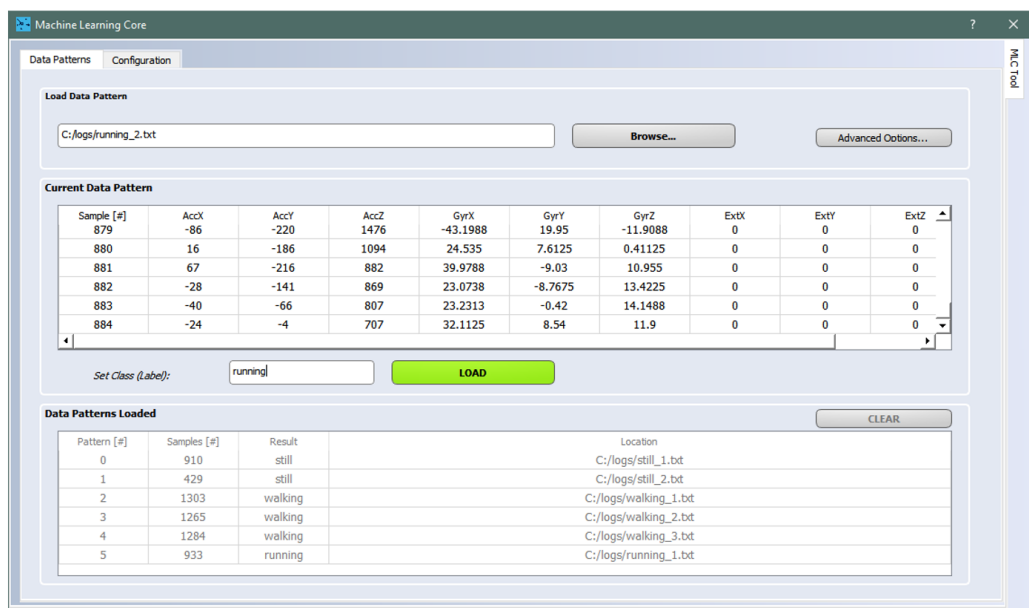 Machine Learning Core ? ×
Data Patterns Configuration
MLC Tool
Load Data Pattern
C:/logs/running_2.txt Browse... Advanced Options...
Current Data Pattern
Sample [#] AccX AccY AccZ GyrX GyrY GyrZ ExtX ExtY ExtZ
879 -86 -220 1476 -43.1988 19.95 -11.9088 0 0 0
880 16 -186 1094 24.535 7.6125 0.41125 0 0 0
881 67 -216 882 39.9788 -9.03 10.955 0 0 0
882 -28 -141 869 23.0738 -8.7675 13.4225 0 0 0
883 -40 -66 807 23.2313 -0.42 14.1488 0 0 0
884 -24 -4 707 32.1125 8.54 11.9 0 0 0
Set Class (Label): running LOAD
Data Patterns Loaded CLEAR
Pattern [#] Samples [#] Result Location
0 910 still C:/logs/still_1.txt
1 429 still C:/logs/still_2.txt
2 1303 walking C:/logs/walking_1.txt
3 1265 walking C:/logs/walking_2.txt
4 1284 walking C:/logs/walking_3.txt
5 933 running C:/logs/running_1.txt